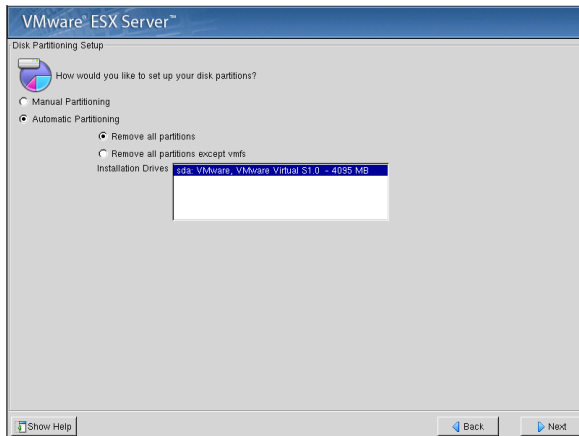 VMware® ESX Server™
Disk Partitioning Setup
How would you like to set up your disk partitions?
Manual Partitioning
Automatic Partitioning
Remove all partitions
Remove all partitions except vmfs
Installation Drives
sda: VMware, VMware Virtual S1.0 - 4095 MB
Show Help
Back
Next